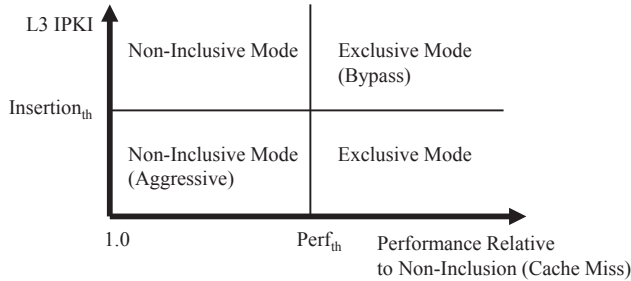 L3 IPKI
Non-Inclusive Mode
Exclusive Mode
(Bypass)
Insertion_th
Non-Inclusive Mode
(Aggressive)
Exclusive Mode
1.0
Perf_th
Performance Relative
to Non-Inclusion (Cache Miss)